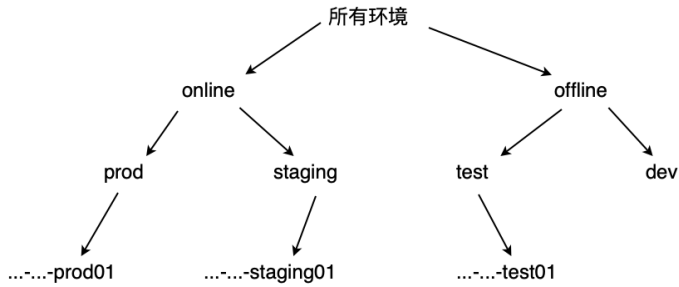 所有环境
online
offline
prod
staging
test
dev
...-...-prod01
...-...-staging01
...-...-test01